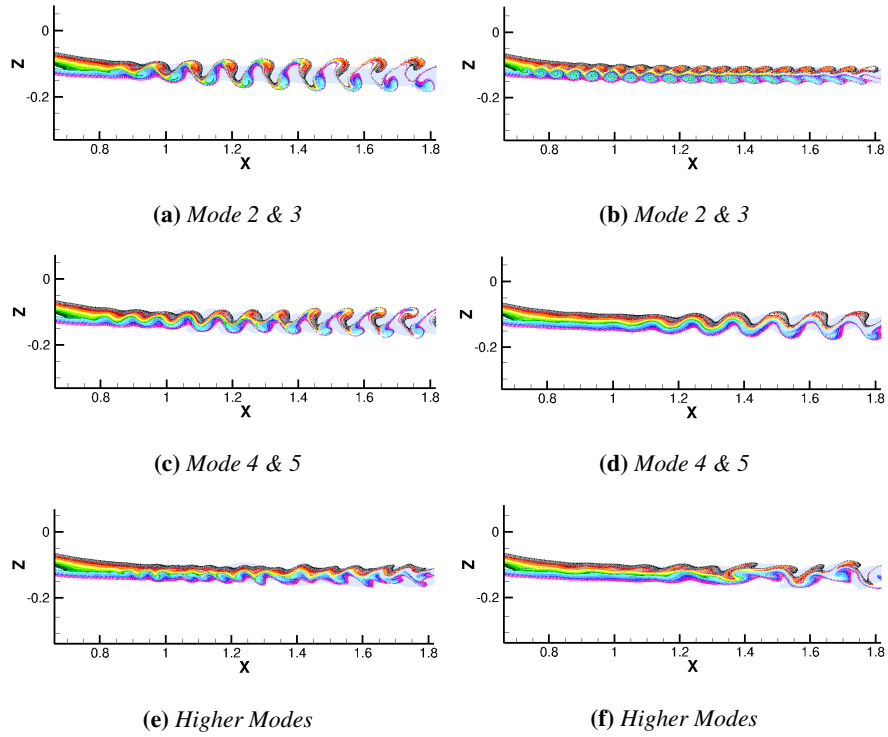 0
-0.2
Z
0.8 1 1.2 1.4 1.6 1.8
X
0
-0.2
Z
0.8 1 1.2 1.4 1.6 1.8
X
(a) Mode 2 & 3
(b) Mode 2 & 3
0
-0.2
Z
0.8 1 1.2 1.4 1.6 1.8
X
0
-0.2
Z
0.8 1 1.2 1.4 1.6 1.8
X
(c) Mode 4 & 5
(d) Mode 4 & 5
0
-0.2
Z
0.8 1 1.2 1.4 1.6 1.8
X
0
-0.2
Z
0.8 1 1.2 1.4 1.6 1.8
X
(e) Higher Modes
(f) Higher Modes